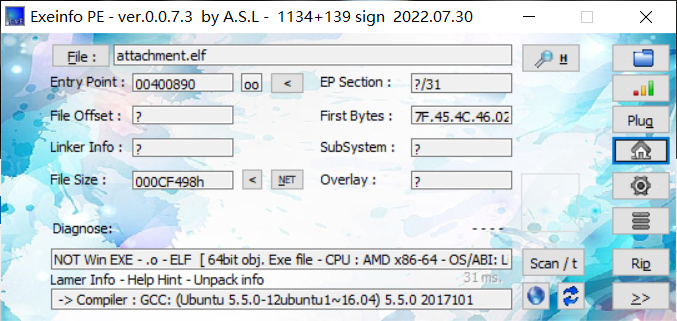 Exeinfo PE - ver.0.0.7.3 by A.S.L - 1134+139 sign 2022.07.30
File : attachment.elf H
Entry Point : 00400890 oo < EP Section : ?/31
File Offset : ? First Bytes : 7F.45.4C.46.02 Plug
Linker Info : ? SubSystem : ?
File Size : 000CF498h < NET Overlay : ?
Diagnose: ----
NOT Win EXE - .o - ELF [ 64bit obj. Exe file - CPU : AMD x86-64 - OS/ABI: L Scan / t Rip
Lamer Info - Help Hint - Unpack info 31 ms.
-> Compiler : GCC: (Ubuntu 5.5.0-12ubuntu1~16.04) 5.5.0 2017101 >>